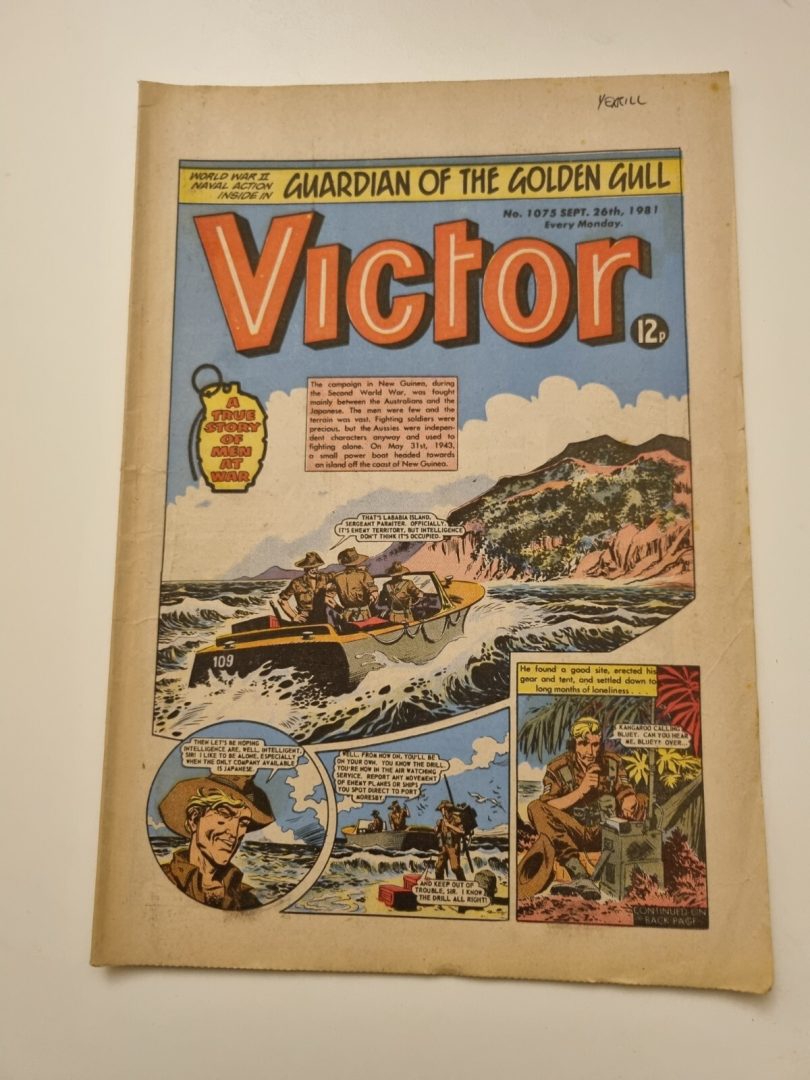 YEXKILL
WORLD WAR II
NAVAL ACTION
INSIDE IN
GUARDIAN OF THE GOLDEN GULL
No. 1075 SEPT. 26th, 1981
Every Monday.
Victor
12p
A
TRUE
STORY
OF
MEN
AT
WAR
The campaign in New Guinea, during
the Second World War, was fought
mainly between the Australians and the
Japanese. The men were few and the
terrain was vast. Fighting soldiers were
precious, but the Aussies were indepen-
dent characters anyway and used to
fighting alone. On May 31st, 1943,
a small power boat headed towards
an island off the coast of New Guinea.
THAT'S LABABIA ISLAND,
SERGEANT PARMITER. OFFICIALLY,
IT'S ENEMY TERRITORY, BUT INTELLIGENCE
DON'T THINK IT'S OCCUPIED.
109
THEN LET'S BE HOPING
INTELLIGENCE ARE, WELL, INTELLIGENT,
SIR! I LIKE TO BE ALONE, ESPECIALLY
WHEN THE ONLY COMPANY AVAILABLE
IS JAPANESE.
WELL, FROM NOW ON, YOU'LL BE
ON YOUR OWN. YOU KNOW THE DRILL.
YOU'RE NOW IN THE AIR WATCHING
SERVICE. REPORT ANY MOVEMENT
OF ENEMY PLANES OR SHIPS
YOU SPOT DIRECT TO PORT
MORESBY.
AND KEEP OUT OF
TROUBLE, SIR. I KNOW
THE DRILL ALL RIGHT!
He found a good site, erected his
gear and tent, and settled down to
long months of loneliness . . .
KANGAROO CALLING
BLUEY. CAN YOU HEAR
ME, BLUEY? OVER...
CONTINUED ON
BACK PAGE